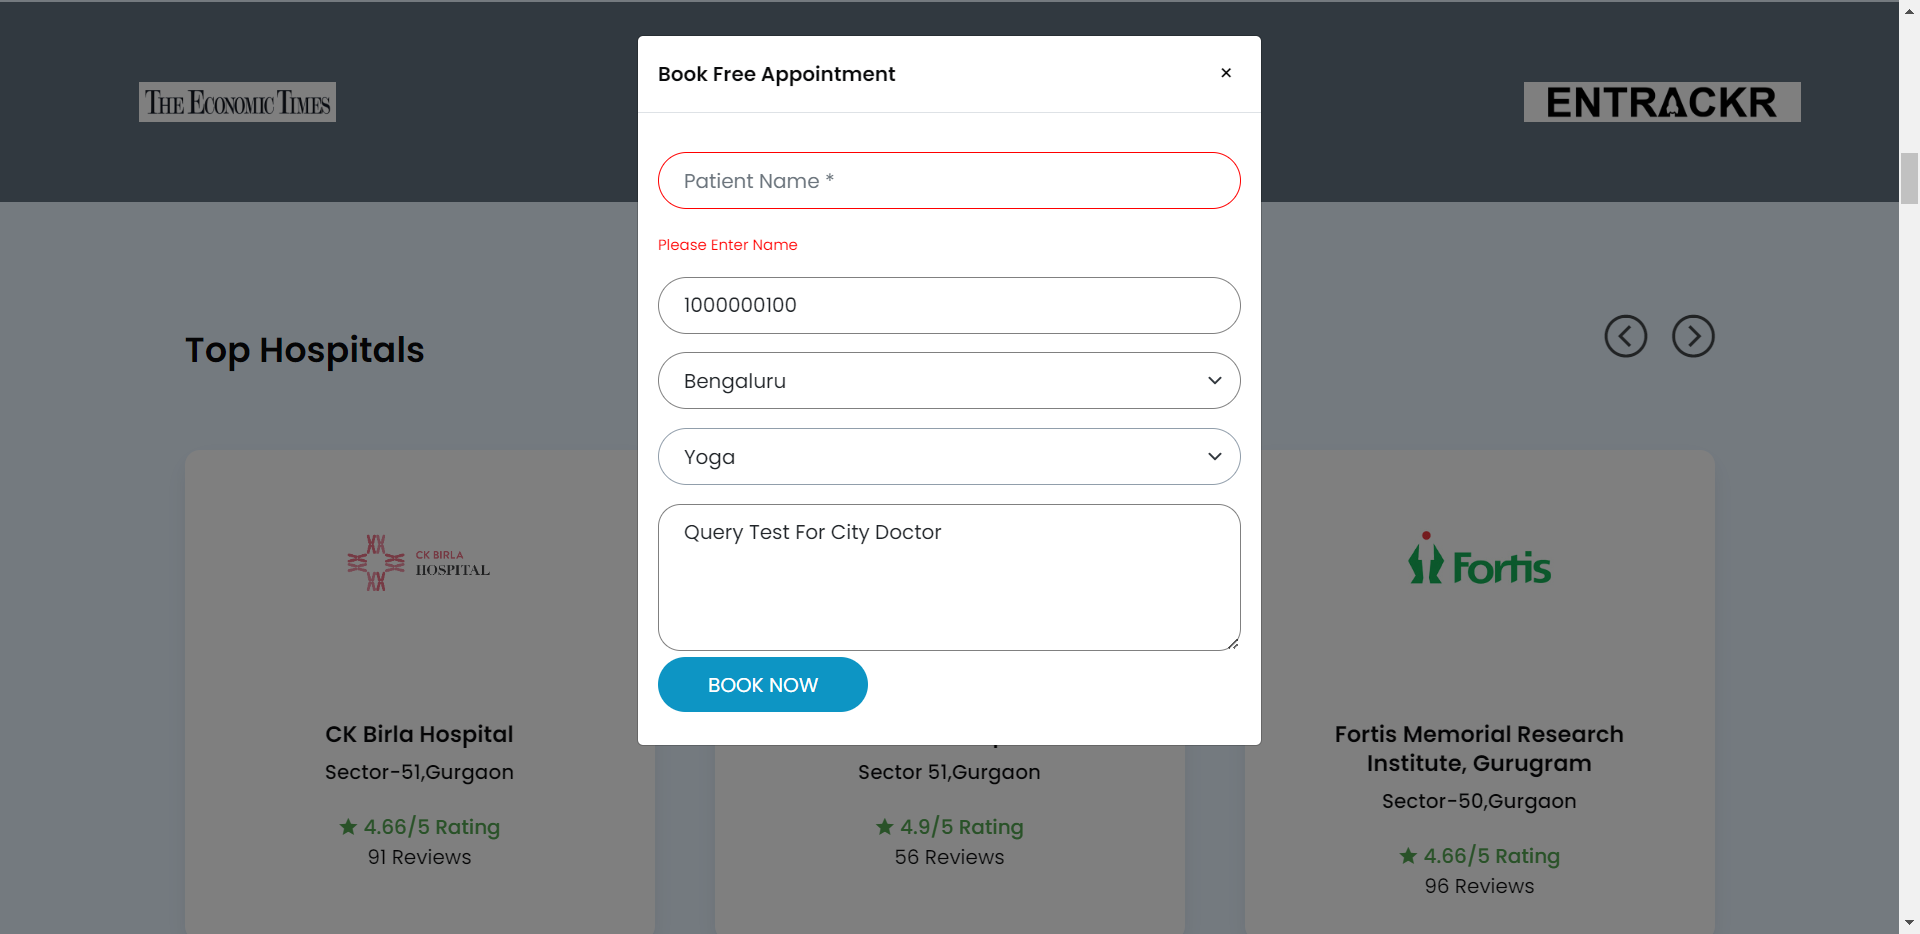 THE ECONOMIC TIMES
ENTRACKR
Book Free Appointment
×
Patient Name *
Please Enter Name
1000000100
Bengaluru
Yoga
Query Test For City Doctor
BOOK NOW
Top Hospitals
CK BIRLA
HOSPITAL
CK Birla Hospital
Sector-51,Gurgaon
4.66/5 Rating
91 Reviews
Sector 51,Gurgaon
4.9/5 Rating
56 Reviews
Fortis
Fortis Memorial Research
Institute, Gurugram
Sector-50,Gurgaon
4.66/5 Rating
96 Reviews